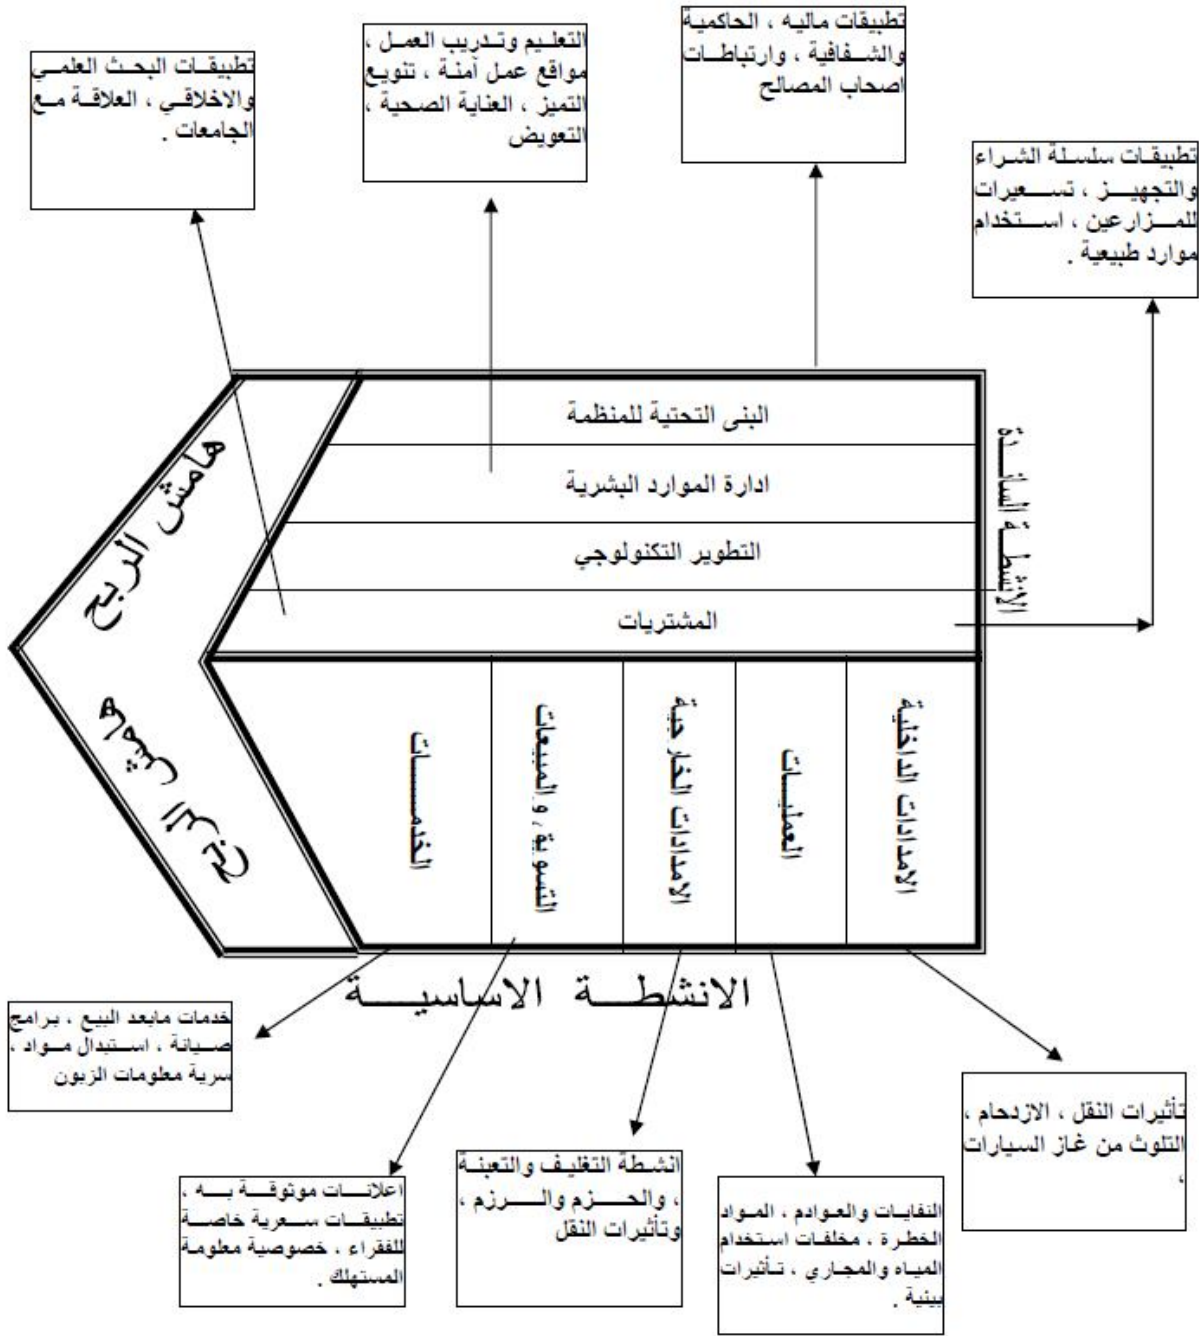 تطبيقات ماليه ، الحاكمية
والشفافية ، وارتباطات
اصحاب المصالح
التعليم وتدريب العمل ،
مواقع عمل آمنة ، تنويع
التميز ، العناية الصحية ،
التعويض
تطبيقات البحث العلمي
والاخلاقي ، العلاقة مع
الجامعات .
تطبيقات سلسلة الشراء
والتجهيز ، تسعيرات
للمزارعين ، استخدام
موارد طبيعية .
البنى التحتية للمنظمة
ادارة الموارد البشرية
التطوير التكنولوجي
المشتريات
الانشطة الساندة
هامش الربح
هامش الربح
الامدادات الداخلية
العمليات
الامدادات الخارجية
التسويق والمبيعات
الخدمات
الانشطة الاساسية
خدمات مابعد البيع ، برامج
صيانة ، استبدال مواد ،
سرية معلومات الزبون
تأثيرات النقل ، الازدحام ،
التلوث من غاز السيارات
،
انشطة التغليف والتعبئة
، والحزم والرزم ،
وتأثيرات النقل
اعلانات موثوقة به ،
تطبيقات سعرية خاصة
للفقراء ، خصوصية معلومة
المستهلك .
النفايات والعوادم ، المواد
الخطرة ، مخلفات استخدام
المياه والمجاري ، تأثيرات
بيئية .